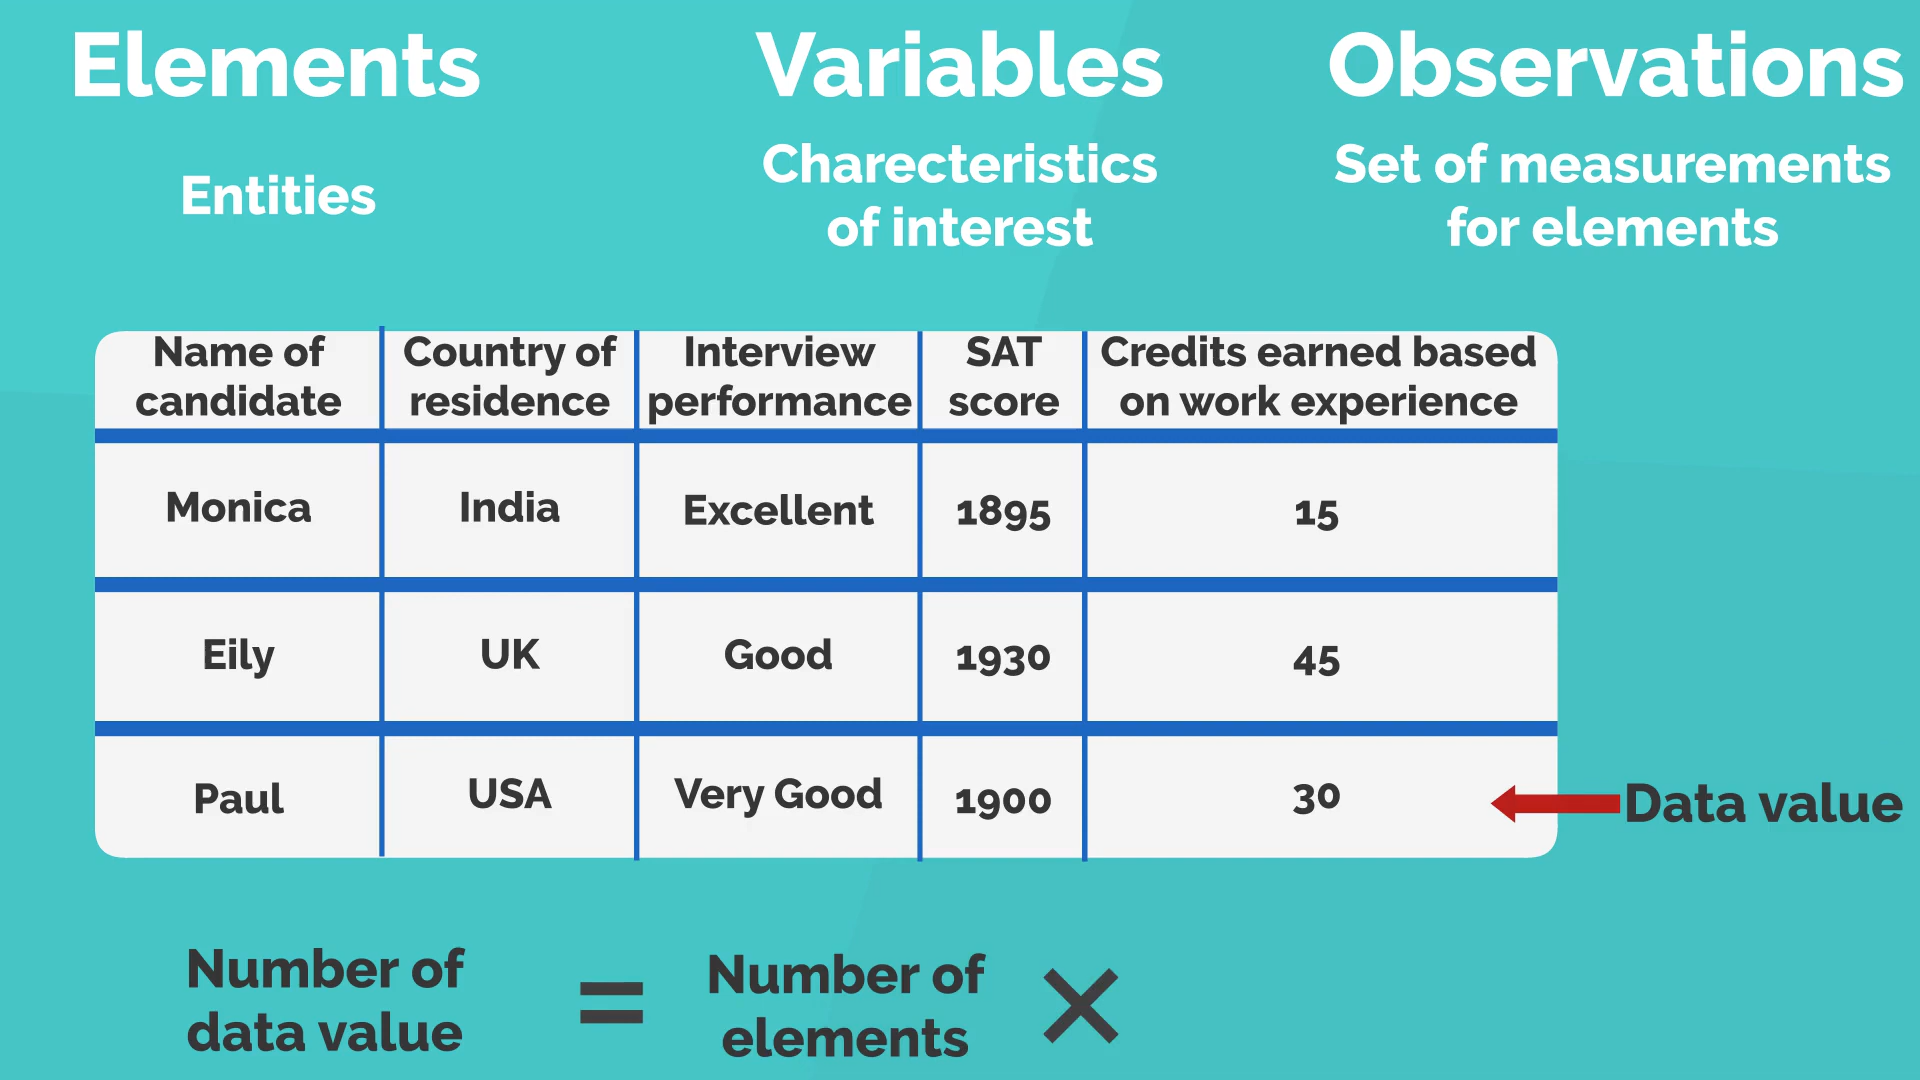 Elements
Variables
Observations
Entities
Charecteristics
of interest
Set of measurements
for elements
Name of
candidate
Country of
residence
Interview
performance
SAT
score
Credits earned based
on work experience
Monica
India
Excellent
1895
15
Eily
UK
Good
1930
45
Paul
USA
Very Good
1900
30
Data value
Number of
data value
=
Number of
elements
×